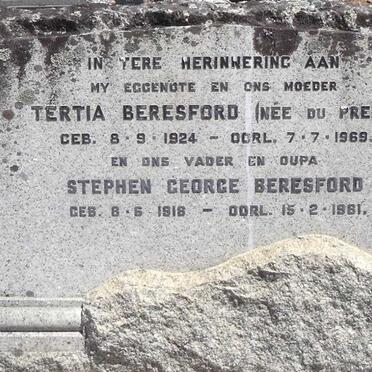 IN TERE HERINNERING AAN
MY EGGENOTE EN ONS MOEDER
TERTIA BERESFORD (NÉE DU PRE
GEB. 8·9·1924 – OORL. 7·7·1969.
EN ONS VADER EN OUPA
STEPHEN GEORGE BERESFORD
GEB. 8·6·1918 – OORL. 15·2·1981.